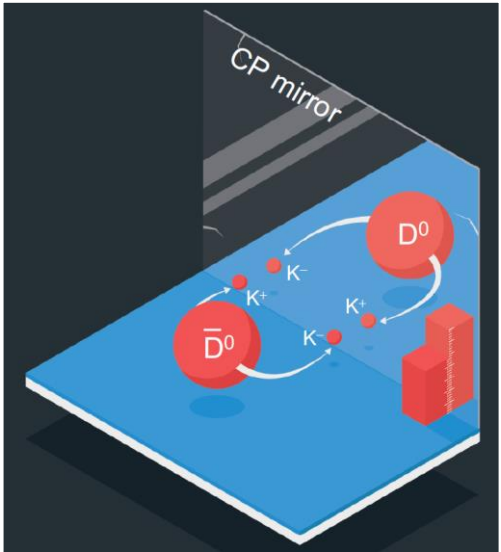 CP mirror
D⁰
K⁻
K⁺
K⁺
K⁻
D̅⁰